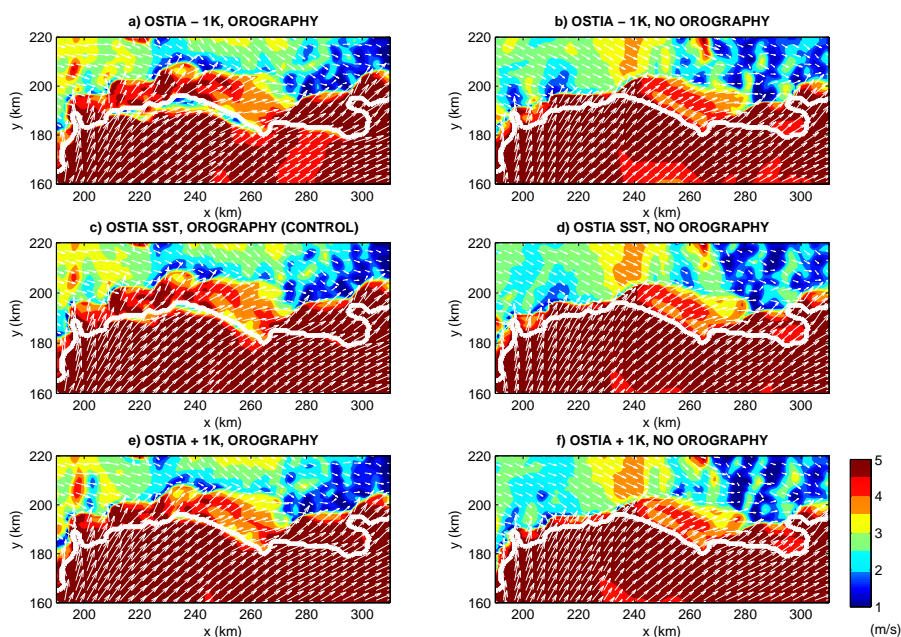 a) OSTIA − 1K, OROGRAPHY
b) OSTIA − 1K, NO OROGRAPHY
220
200
180
160
y (km)
200 220 240 260 280 300
x (km)
220
200
180
160
y (km)
200 220 240 260 280 300
x (km)
c) OSTIA SST, OROGRAPHY (CONTROL)
d) OSTIA SST, NO OROGRAPHY
220
200
180
160
y (km)
200 220 240 260 280 300
x (km)
220
200
180
160
y (km)
200 220 240 260 280 300
x (km)
e) OSTIA + 1K, OROGRAPHY
f) OSTIA + 1K, NO OROGRAPHY
220
200
180
160
y (km)
200 220 240 260 280 300
x (km)
220
200
180
160
y (km)
200 220 240 260 280 300
x (km)
5
4
3
2
1
(m/s)